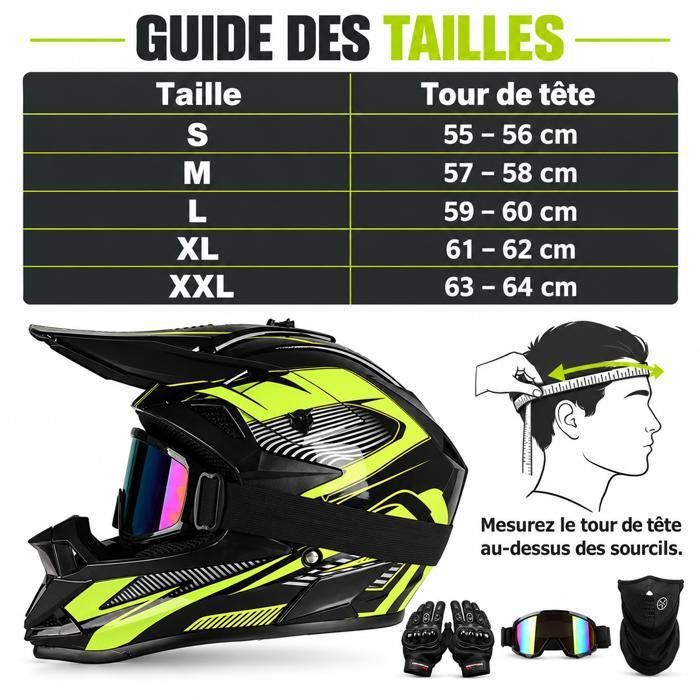 GUIDE DES TAILLES
Taille Tour de tête
S 55 – 56 cm
M 57 – 58 cm
L 59 – 60 cm
XL 61 – 62 cm
XXL 63 – 64 cm
Mesurez le tour de tête
au-dessus des sourcils.